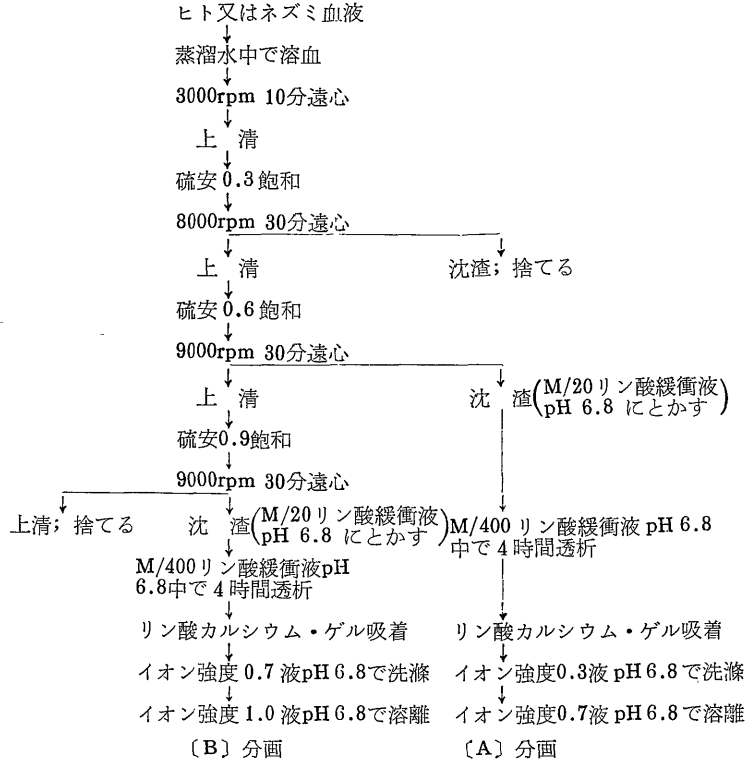 ヒト又はネズミ血液
蒸溜水中で溶血
3000rpm 10分遠心
上 清
硫安0.3飽和
8000rpm 30分遠心
上 清
沈渣; 捨てる
硫安0.6飽和
9000rpm 30分遠心
上 清
沈 渣(M/20リン酸緩衝液
pH 6.8 にとかす)
硫安0.9飽和
9000rpm 30分遠心
上清; 捨てる
沈 渣(M/20リン酸緩衝液
pH 6.8 にとかす)
M/400リン酸緩衝液pH
6.8中で4時間透析
M/400 リン酸緩衝液 pH 6.8
中で4時間透析
リン酸カルシウム・ゲル吸着
リン酸カルシウム・ゲル吸着
イオン強度0.7液pH6.8で洗滌
イオン強度0.3液 pH6.8で洗滌
イオン強度1.0液pH6.8で溶離
イオン強度0.7液 pH6.8で溶離
〔B〕分画
〔A〕分画